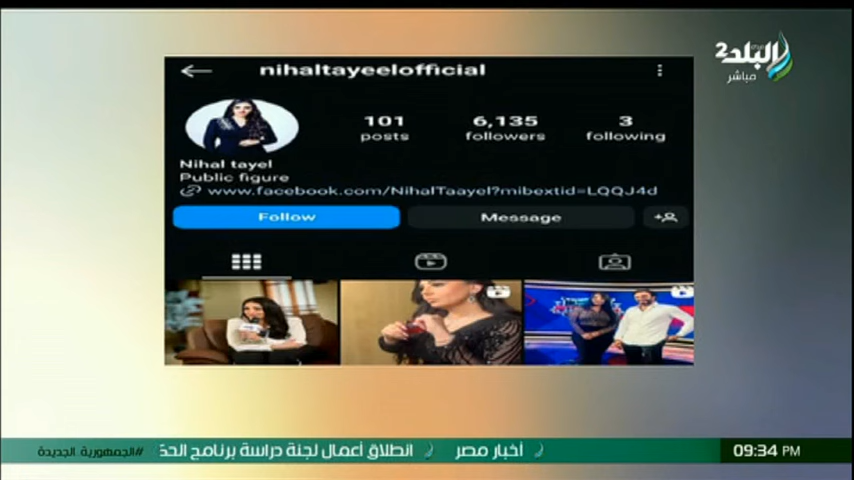 nihaltayeelofficial
البلد2
مباشر
101 posts
6,135 followers
3 following
Nihal tayel
Public figure
www.facebook.com/NihalTaayel?mibextid=LQQJ4d
Follow
Message
أخبار مصر
انطلاق أعمال لجنة دراسة برنامج الحك
#الجمهورية_الجديدة
09:34 PM